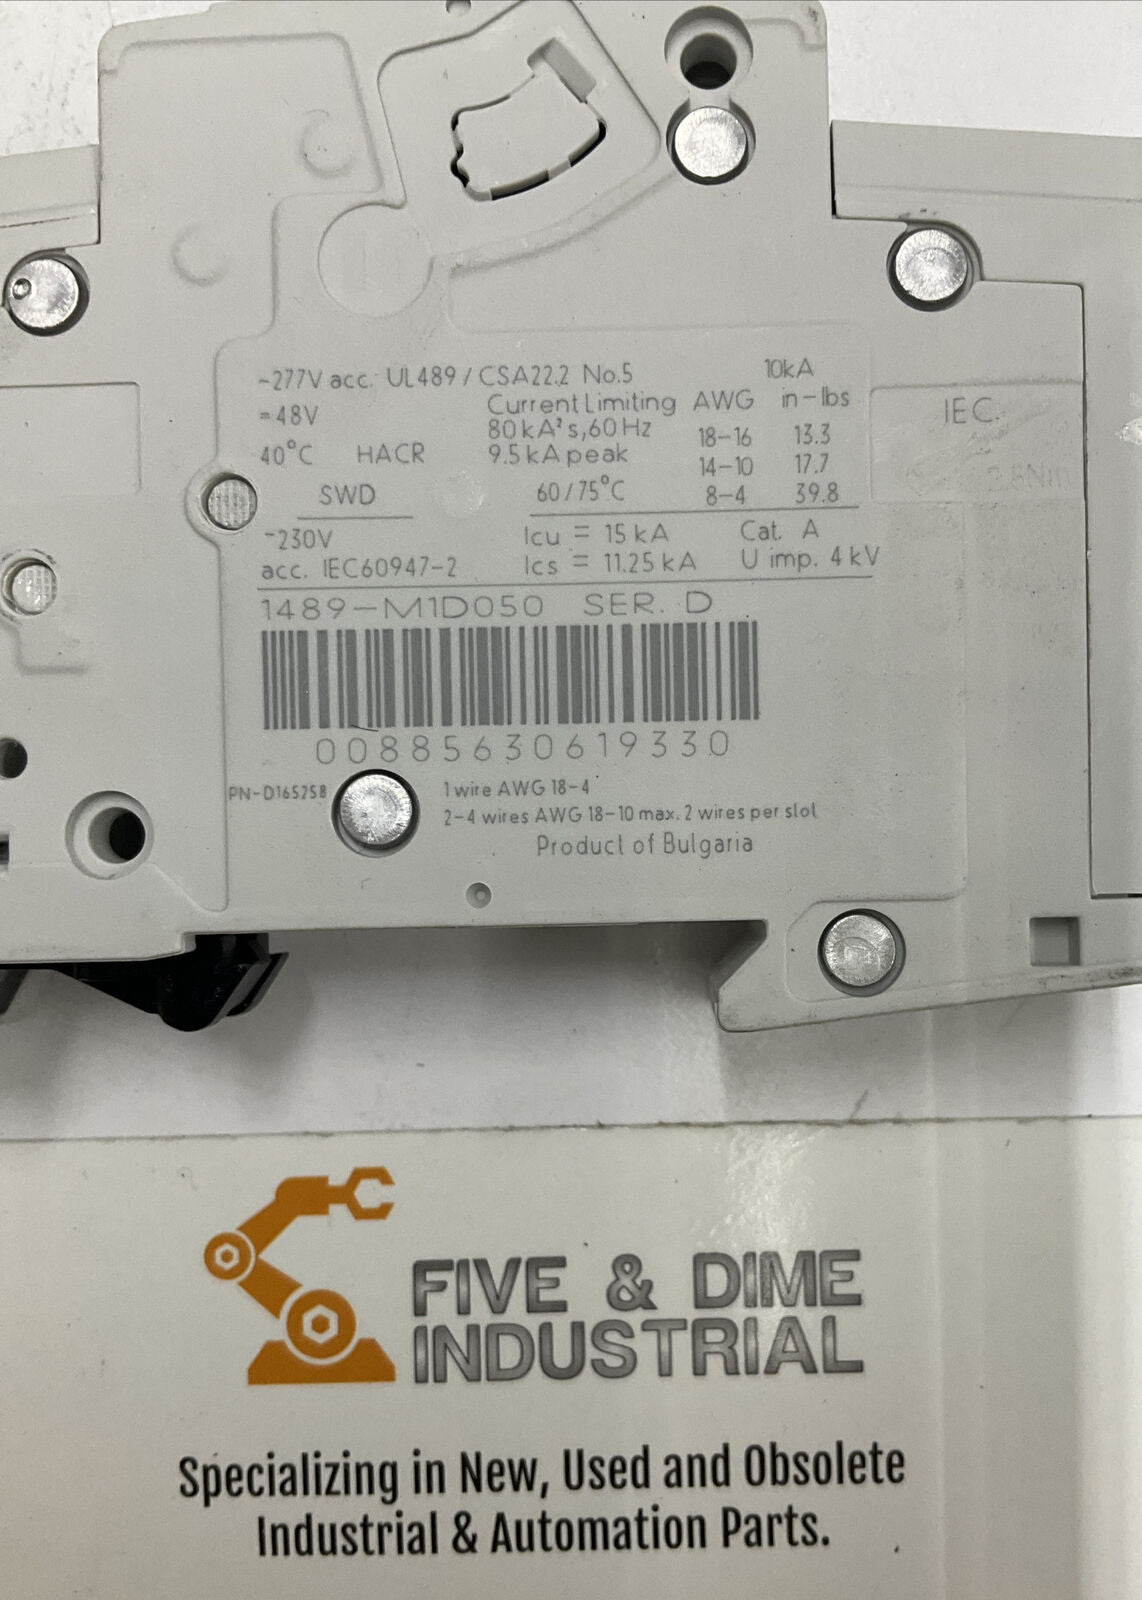 ~277V acc. UL489/CSA22.2 No.5 10kA
=48V Current Limiting AWG in-lbs
80kA²s,60Hz 18-16 13.3
40°C HACR 9.5kA peak 14-10 17.7
SWD 60/75°C 8-4 39.8
IEC
~230V Icu = 15kA Cat. A
acc. IEC60947-2 Ics = 11.25kA U imp. 4kV
1489-M1D050 SER. D
00885630619330
PN-D165258
1 wire AWG 18-4
2-4 wires AWG 18-10 max. 2 wires per slot
Product of Bulgaria
FIVE & DIME
INDUSTRIAL
Specializing in New, Used and Obsolete
Industrial & Automation Parts.